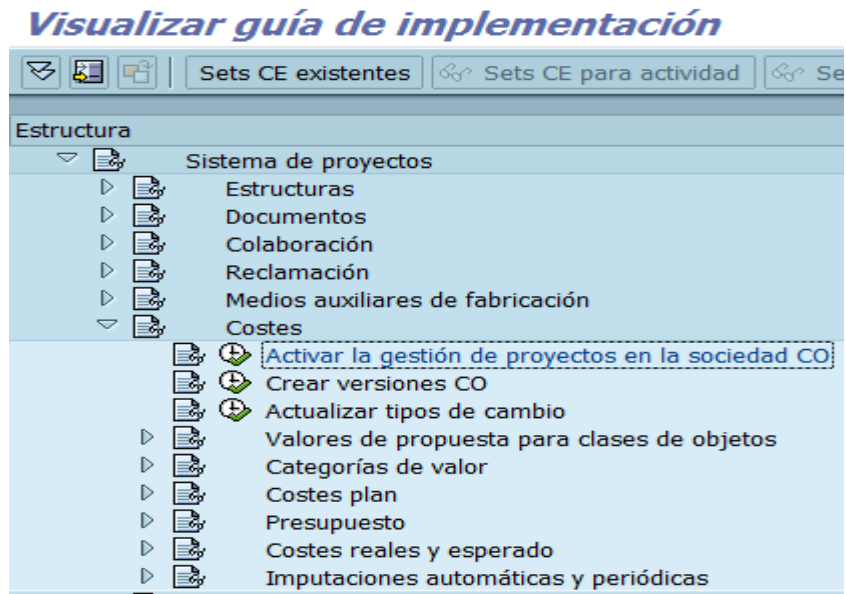 Visualizar guía de implementación
Sets CE existentes Sets CE para actividad Se
Estructura
Sistema de proyectos
Estructuras
Documentos
Colaboración
Reclamación
Medios auxiliares de fabricación
Costes
Activar la gestión de proyectos en la sociedad CO
Crear versiones CO
Actualizar tipos de cambio
Valores de propuesta para clases de objetos
Categorías de valor
Costes plan
Presupuesto
Costes reales y esperado
Imputaciones automáticas y periódicas